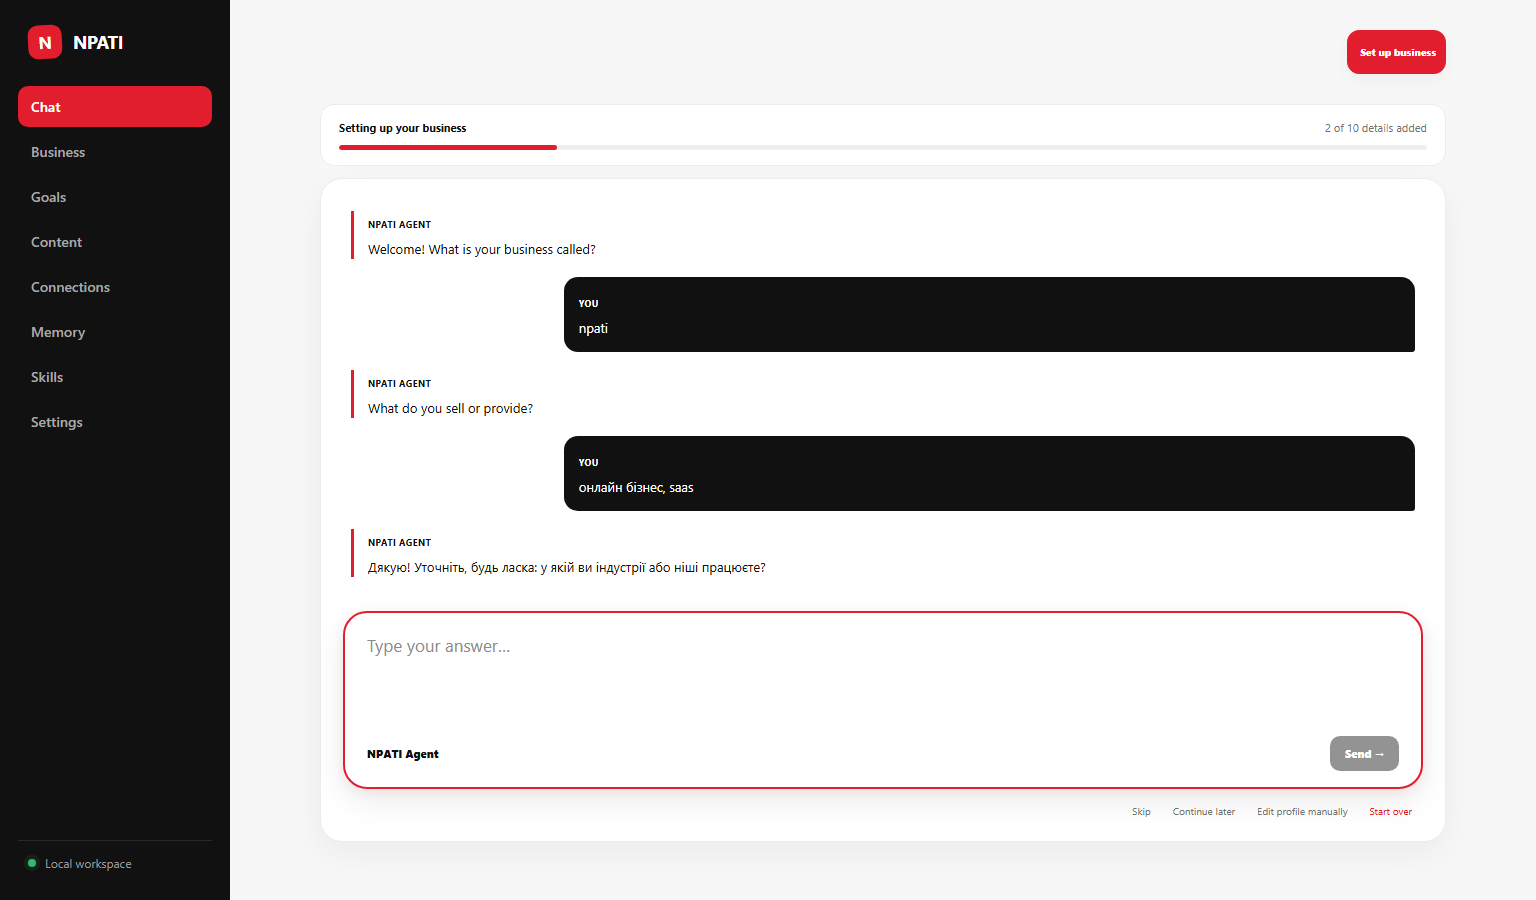 N NPATI
Chat
Business
Goals
Content
Connections
Memory
Skills
Settings
Local workspace
Set up business
Setting up your business
2 of 10 details added
NPATI AGENT
Welcome! What is your business called?
YOU
npati
NPATI AGENT
What do you sell or provide?
YOU
онлайн бізнес, saas
NPATI AGENT
Дякую! Уточніть, будь ласка: у якій ви індустрії або ніші працюєте?
Type your answer...
NPATI Agent
Send →
Skip Continue later Edit profile manually Start over